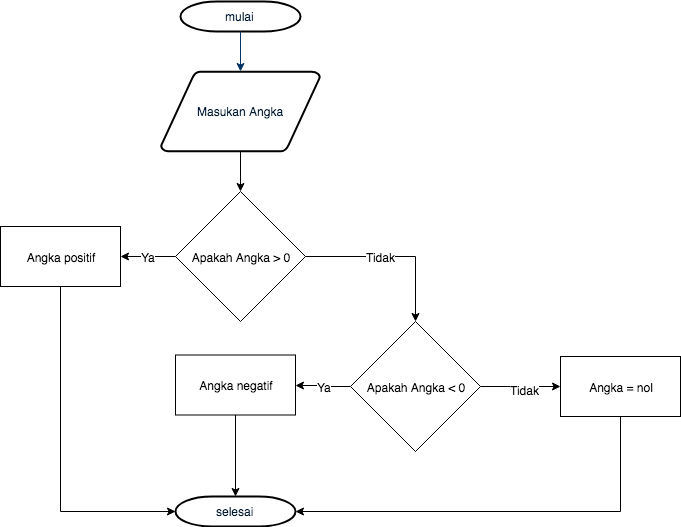 mulai
Masukan Angka
Apakah Angka > 0
Ya
Tidak
Angka positif
Apakah Angka < 0
Ya
Tidak
Angka negatif
Angka = nol
selesai